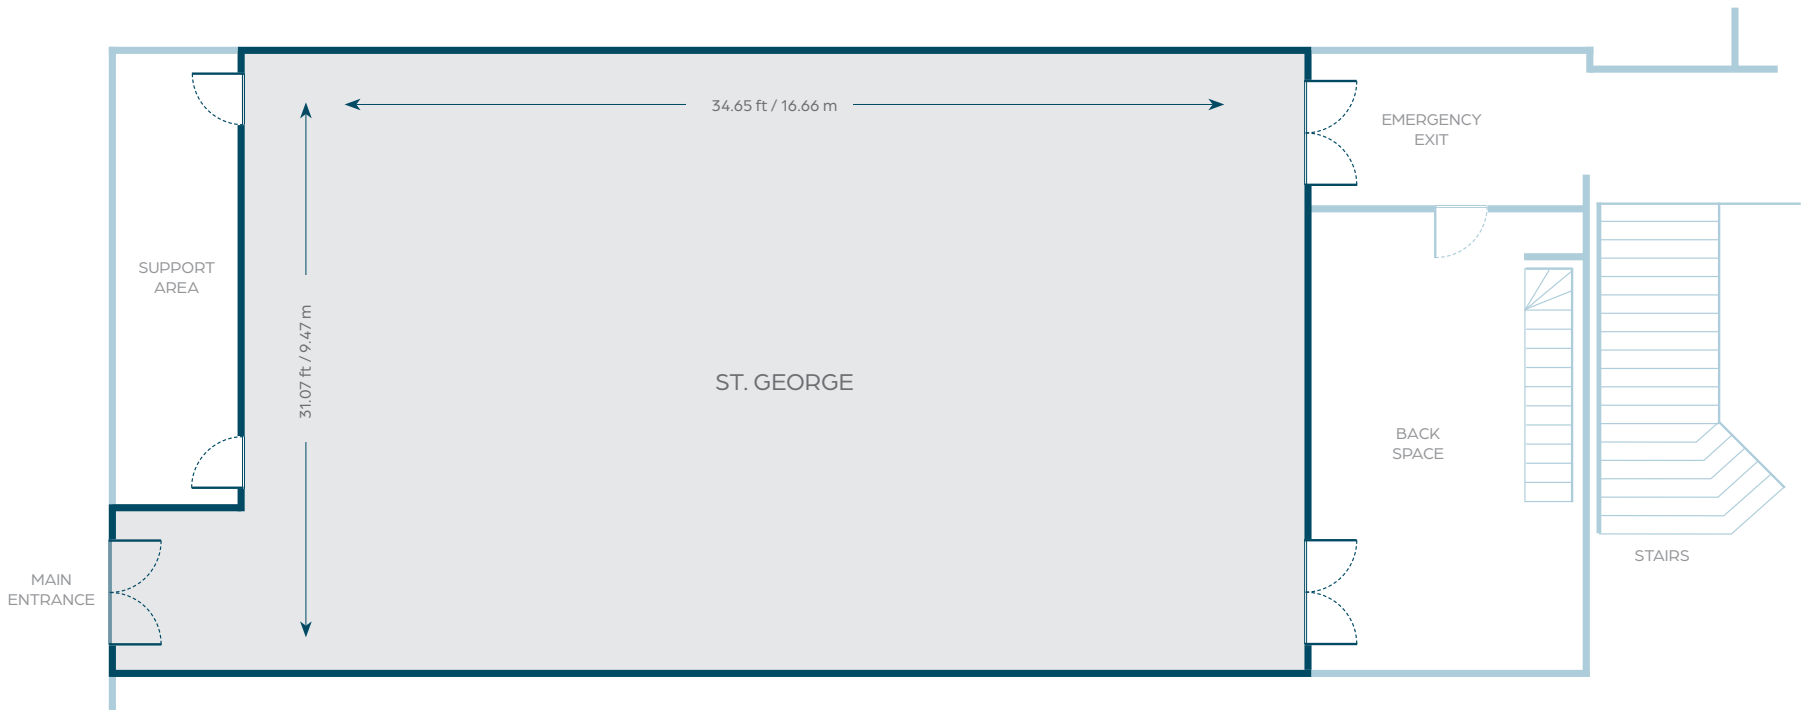 34.65 ft / 16.66 m
EMERGENCY
EXIT
SUPPORT
AREA
31.07 ft / 9.47 m
ST. GEORGE
BACK
SPACE
STAIRS
MAIN
ENTRANCE